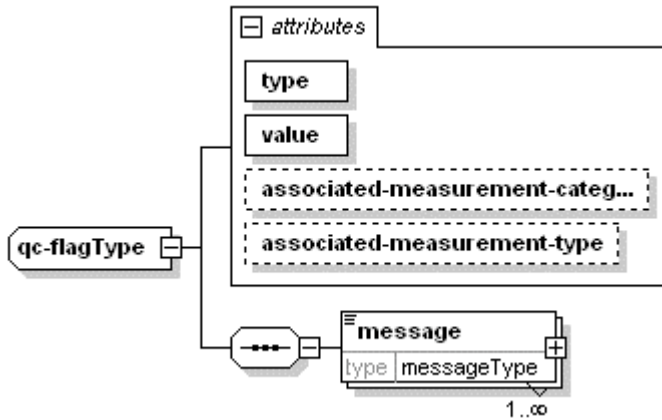 attributes
type
value
associated-measurement-categ...
associated-measurement-type
qc-flagType
message
type messageType
1..∞